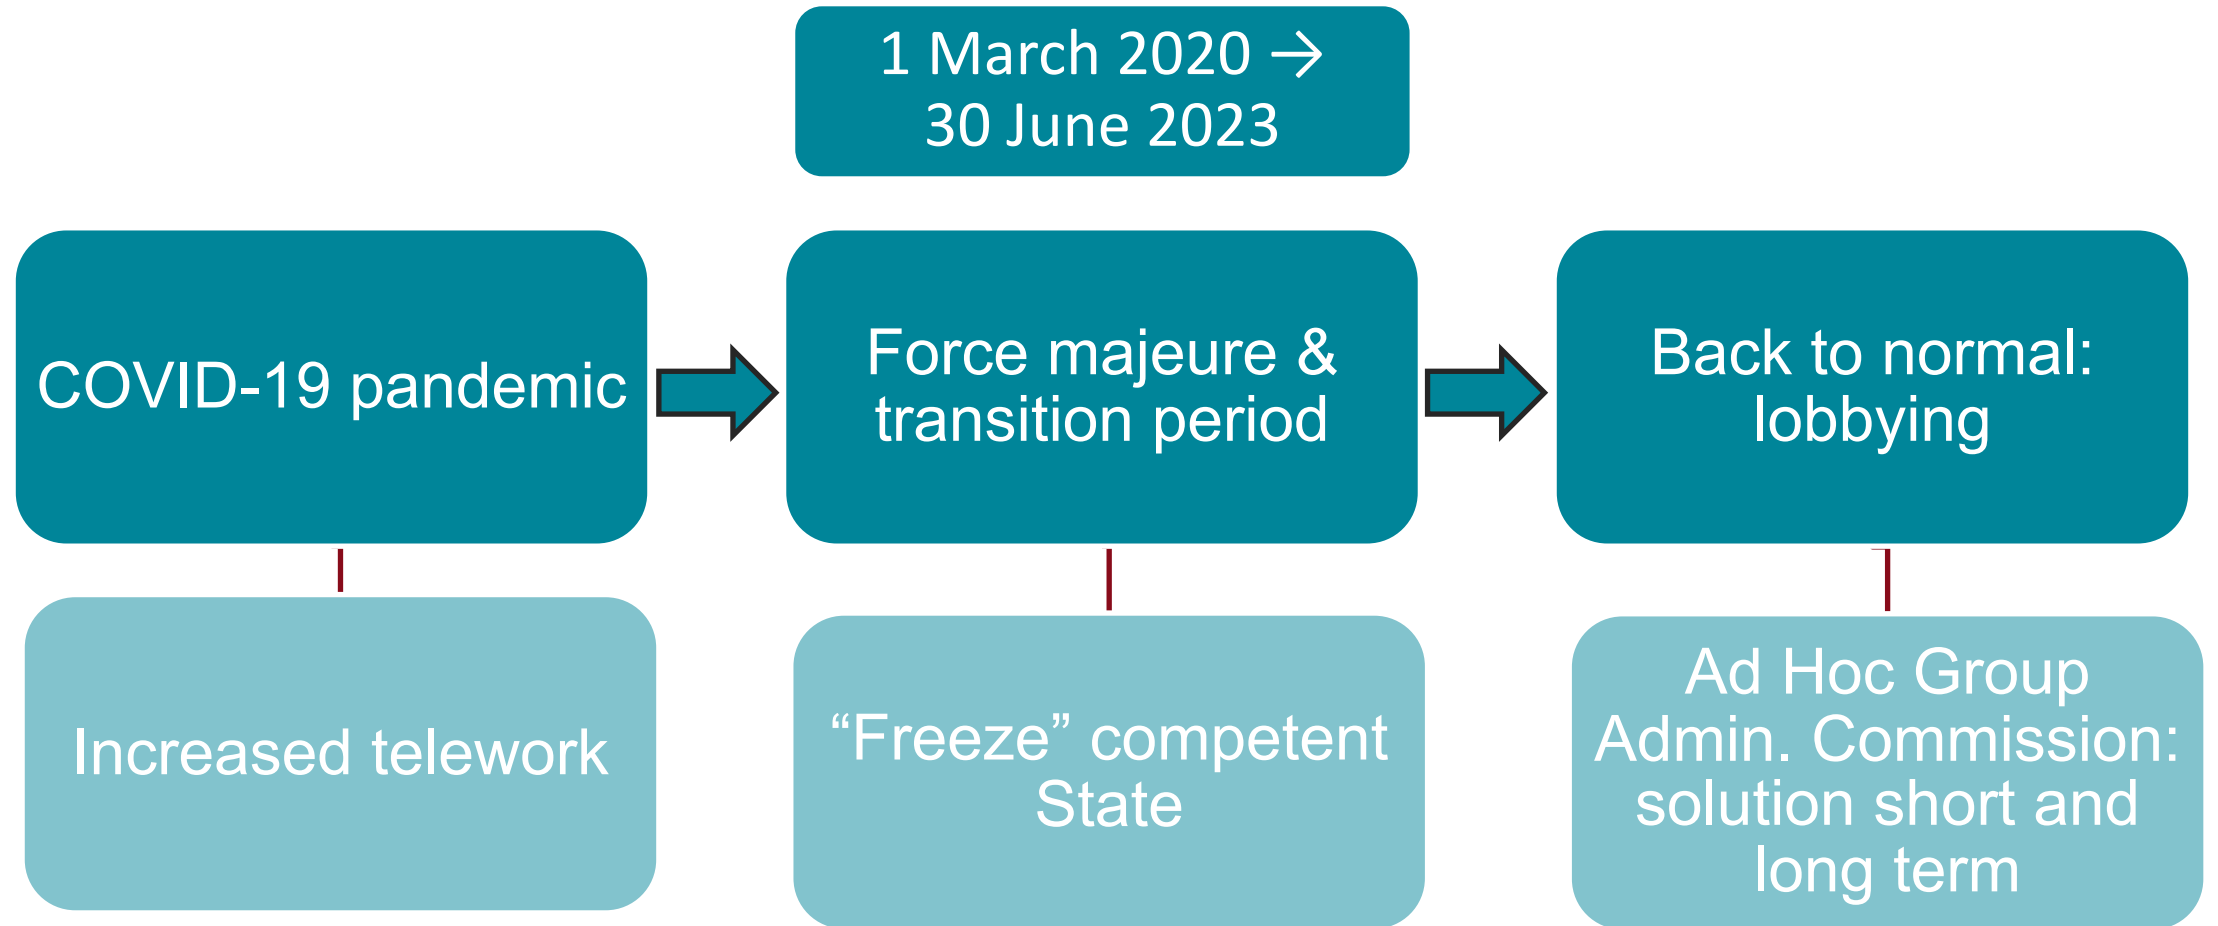 1 March 2020 →
30 June 2023
COVID-19 pandemic
Force majeure &
transition period
Back to normal:
lobbying
Increased telework
“Freeze” competent
State
Ad Hoc Group
Admin. Commission:
solution short and
long term